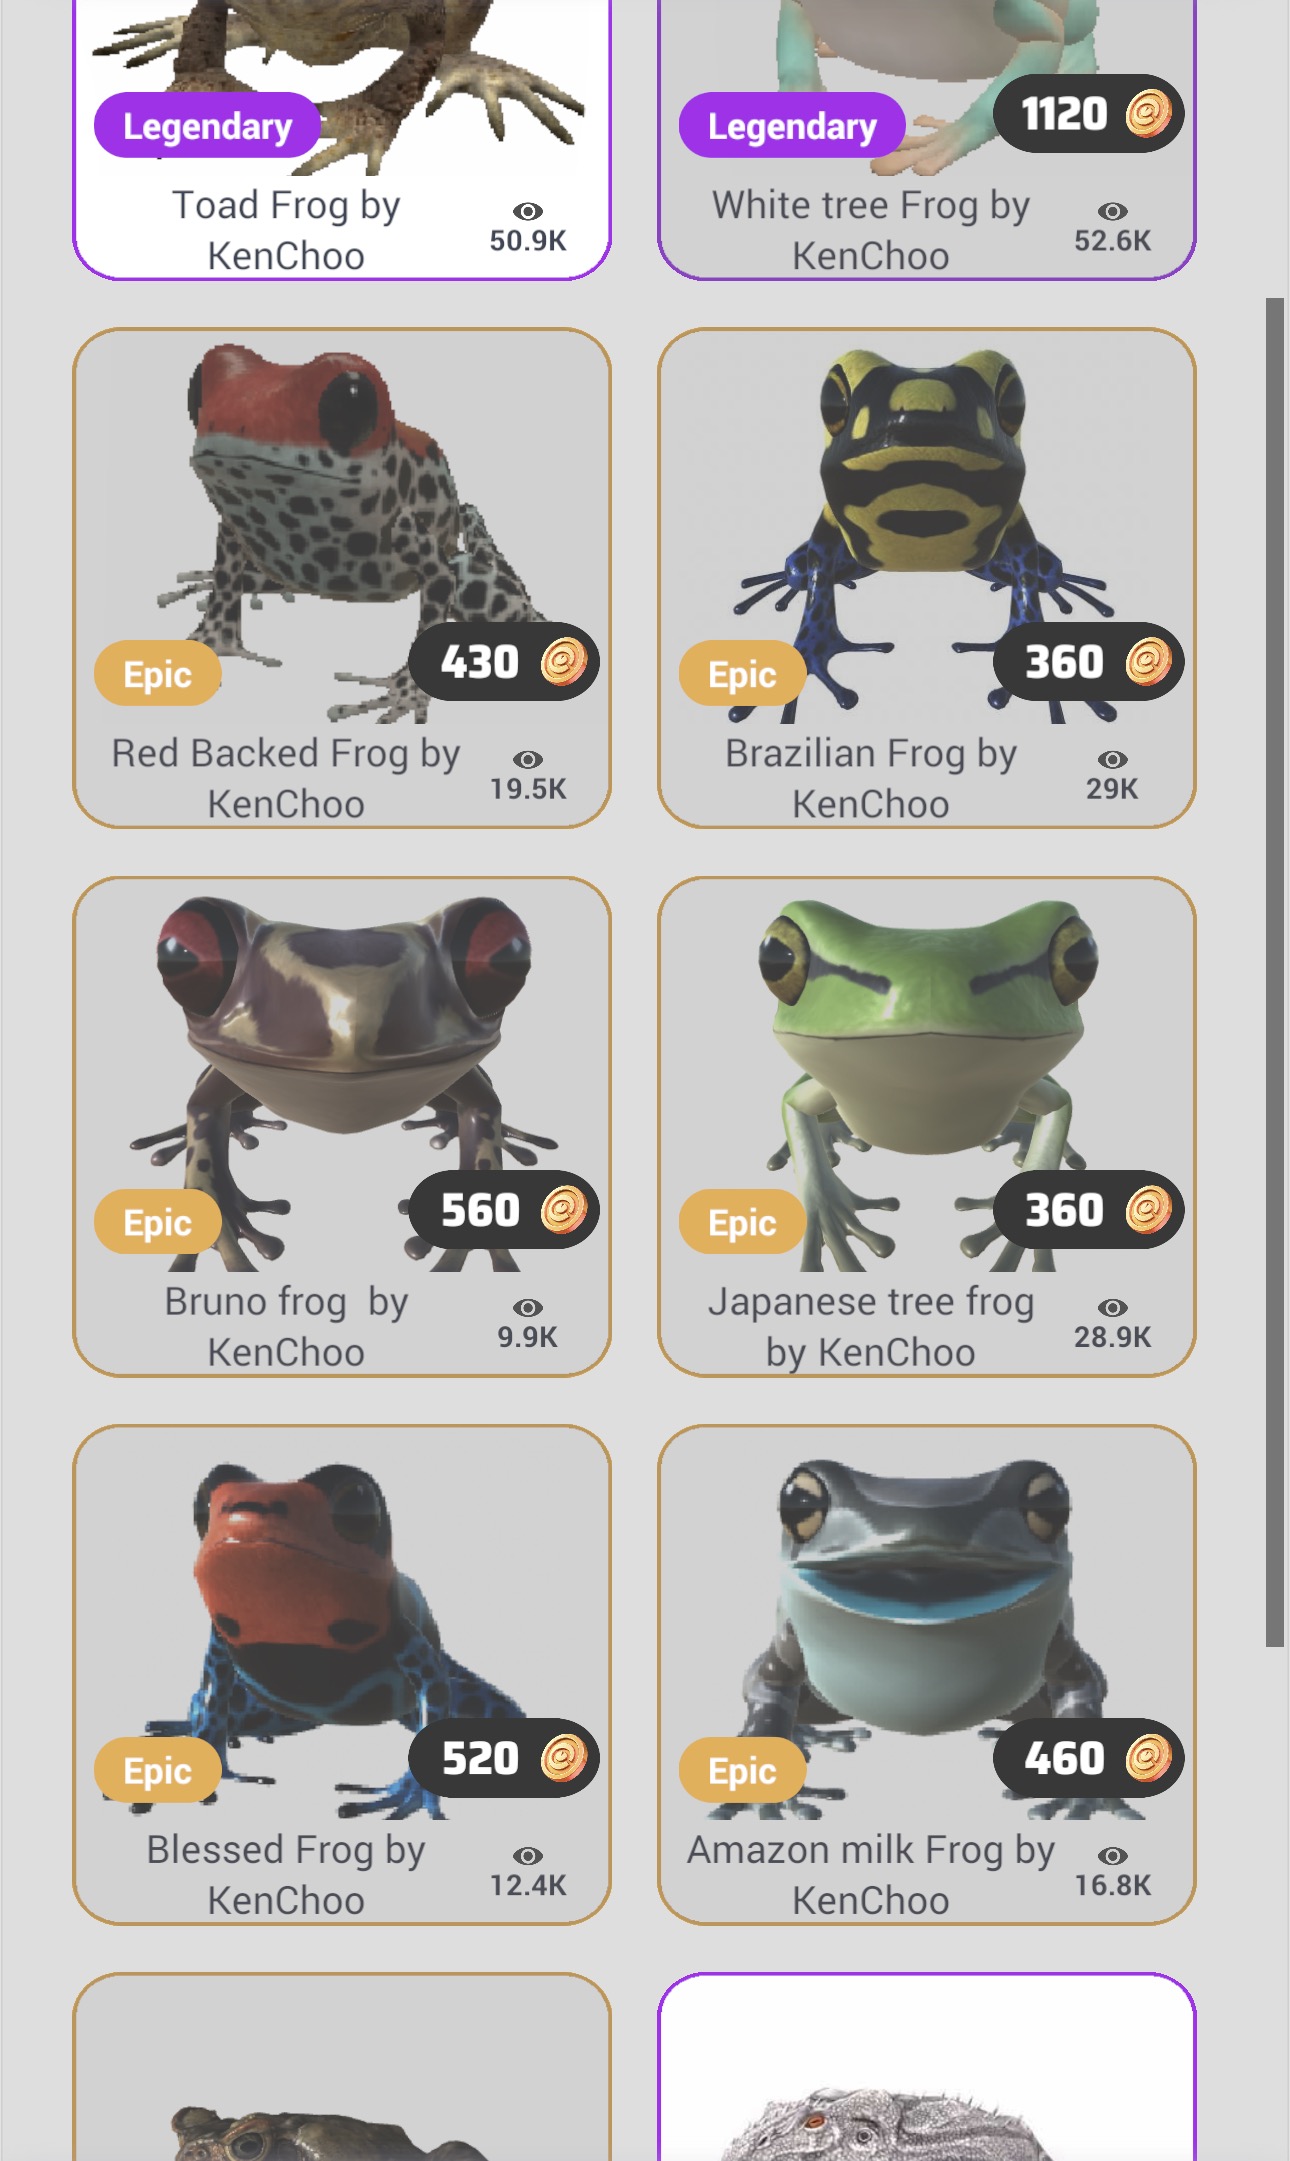 Legendary
Toad Frog by
KenChoo
50.9K
Legendary
1120
White tree Frog by
KenChoo
52.6K
Epic
430
Red Backed Frog by
KenChoo
19.5K
Epic
360
Brazilian Frog by
KenChoo
29K
Epic
560
Bruno frog  by
KenChoo
9.9K
Epic
360
Japanese tree frog
by KenChoo
28.9K
Epic
520
Blessed Frog by
KenChoo
12.4K
Epic
460
Amazon milk Frog by
KenChoo
16.8K